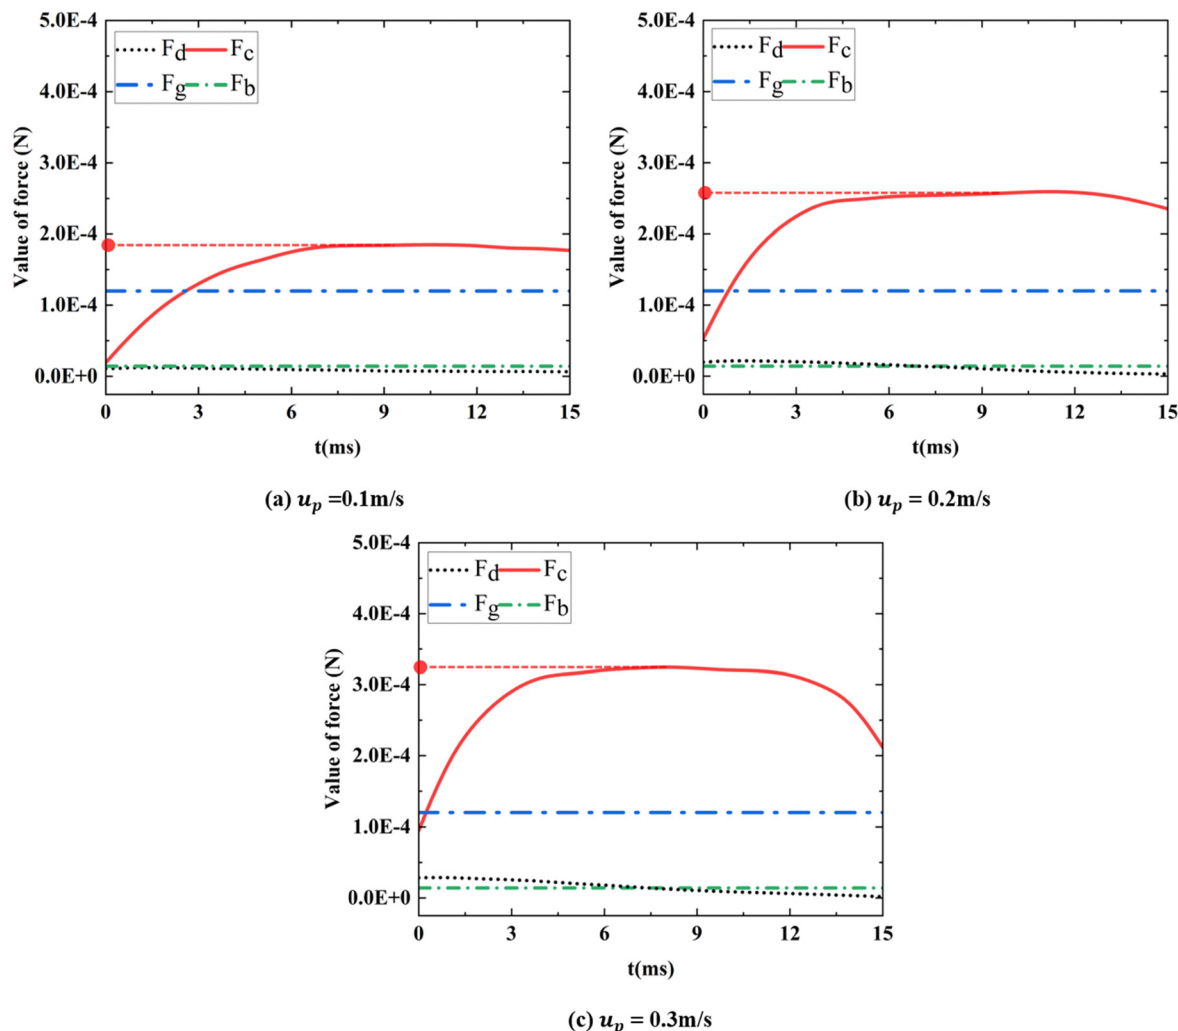 5.0E-4
4.0E-4
3.0E-4
2.0E-4
1.0E-4
0.0E+0
Value of force (N)
Fd Fc
Fg Fb
0 3 6 9 12 15
t(ms)
(a) up =0.1m/s
5.0E-4
4.0E-4
3.0E-4
2.0E-4
1.0E-4
0.0E+0
Value of force (N)
Fd Fc
Fg Fb
0 3 6 9 12 15
t(ms)
(b) up = 0.2m/s
5.0E-4
4.0E-4
3.0E-4
2.0E-4
1.0E-4
0.0E+0
Value of force (N)
Fd Fc
Fg Fb
0 3 6 9 12 15
t(ms)
(c) up = 0.3m/s